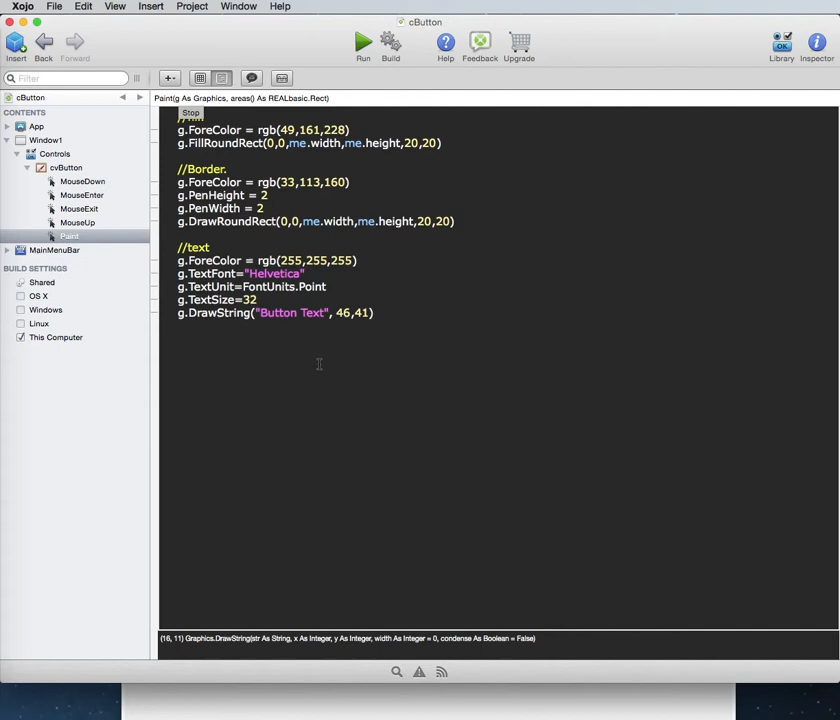 Xojo File Edit View Insert Project Window Help
cButton
Insert Back Forward Run Build Help Feedback Upgrade Library Inspector
Filter
cButton
Paint(g As Graphics, areas() As REALbasic.Rect)
CONTENTS
App
Window1
Controls
cvButton
MouseDown
MouseEnter
MouseExit
MouseUp
Paint
MainMenuBar
BUILD SETTINGS
Shared
OS X
Windows
Linux
This Computer
Stop
g.ForeColor = rgb(49,161,228)
g.FillRoundRect(0,0,me.width,me.height,20,20)
//Border.
g.ForeColor = rgb(33,113,160)
g.PenHeight = 2
g.PenWidth = 2
g.DrawRoundRect(0,0,me.width,me.height,20,20)
//text
g.ForeColor = rgb(255,255,255)
g.TextFont="Helvetica"
g.TextUnit=FontUnits.Point
g.TextSize=32
g.DrawString("Button Text", 46,41)
(16, 11) Graphics.DrawString(str As String, x As Integer, y As Integer, width As Integer = 0, condense As Boolean = False)